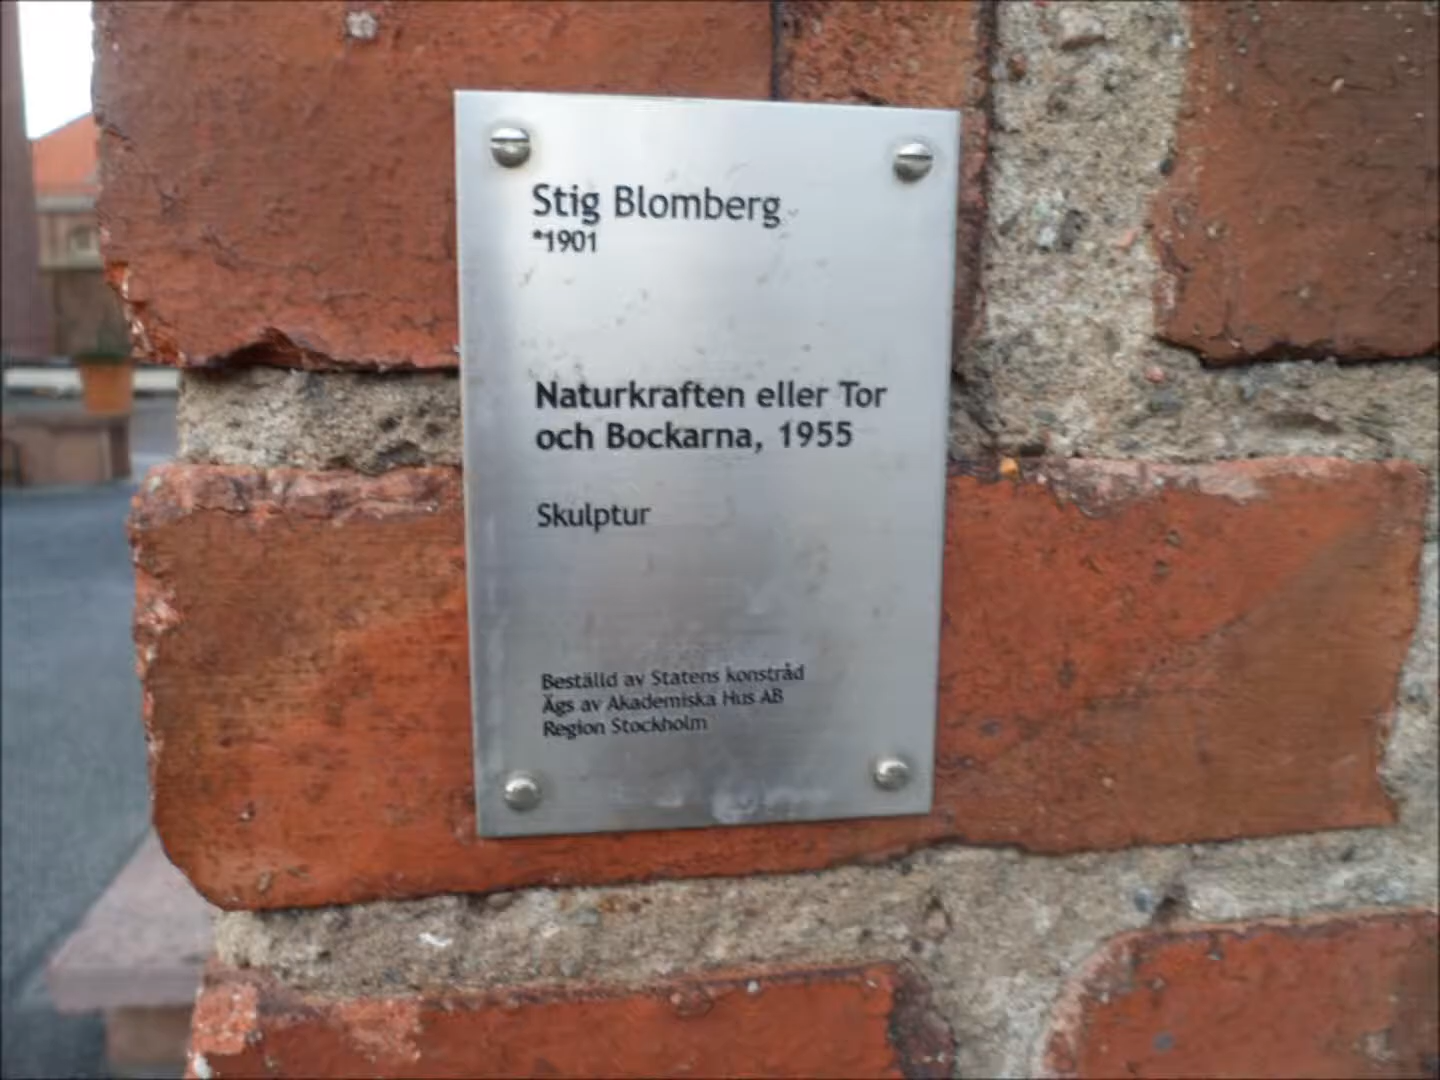 Stig Blomberg
*1901
Naturkraften eller Tor
och Bockarna, 1955
Skulptur
Beställd av Statens konstråd
Ägs av Akademiska Hus AB
Region Stockholm